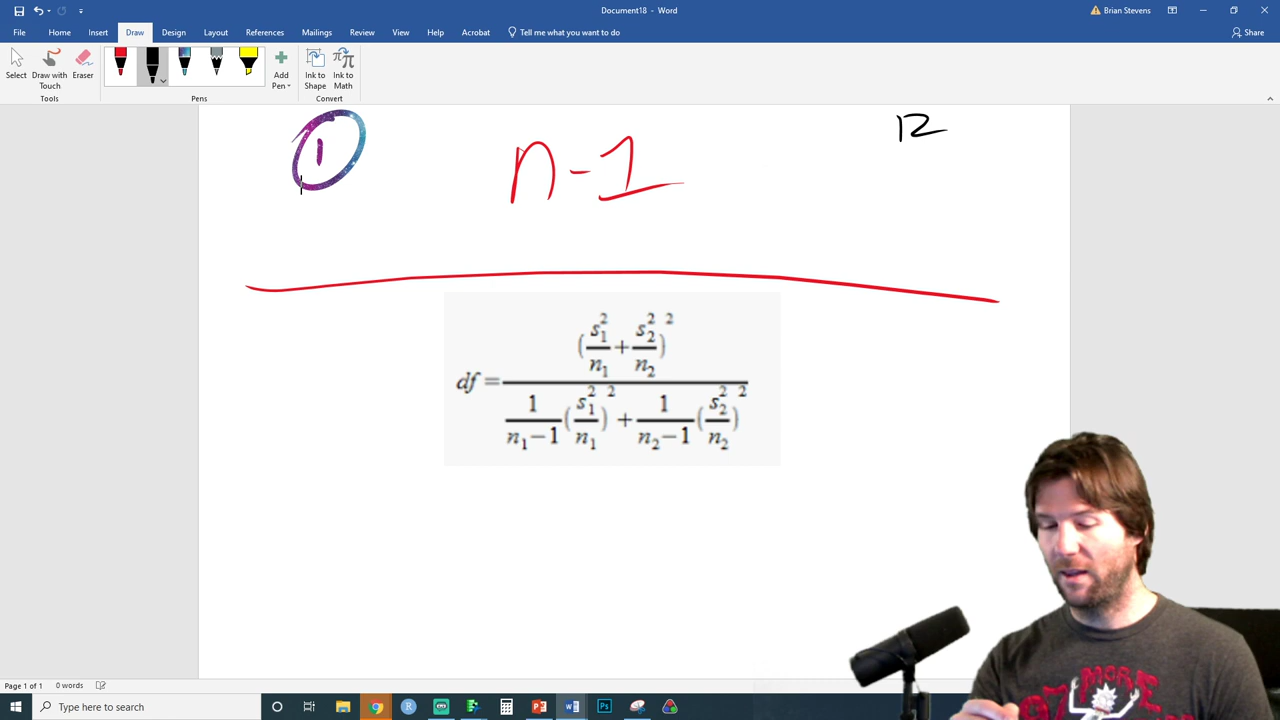 Document18 - Word
Brian Stevens
File Home Insert Draw Design Layout References Mailings Review View Help Acrobat Tell me what you want to do Share
Select Draw with Touch Eraser Add Pen Ink to Shape Ink to Math
Tools Pens Convert
1 n-1 12
df = ( s₁²/n₁ + s₂²/n₂ )² / ( 1/(n₁-1) (s₁²/n₁)² + 1/(n₂-1) (s₂²/n₂)² )
MORE
Page 1 of 1 0 words
Type here to search